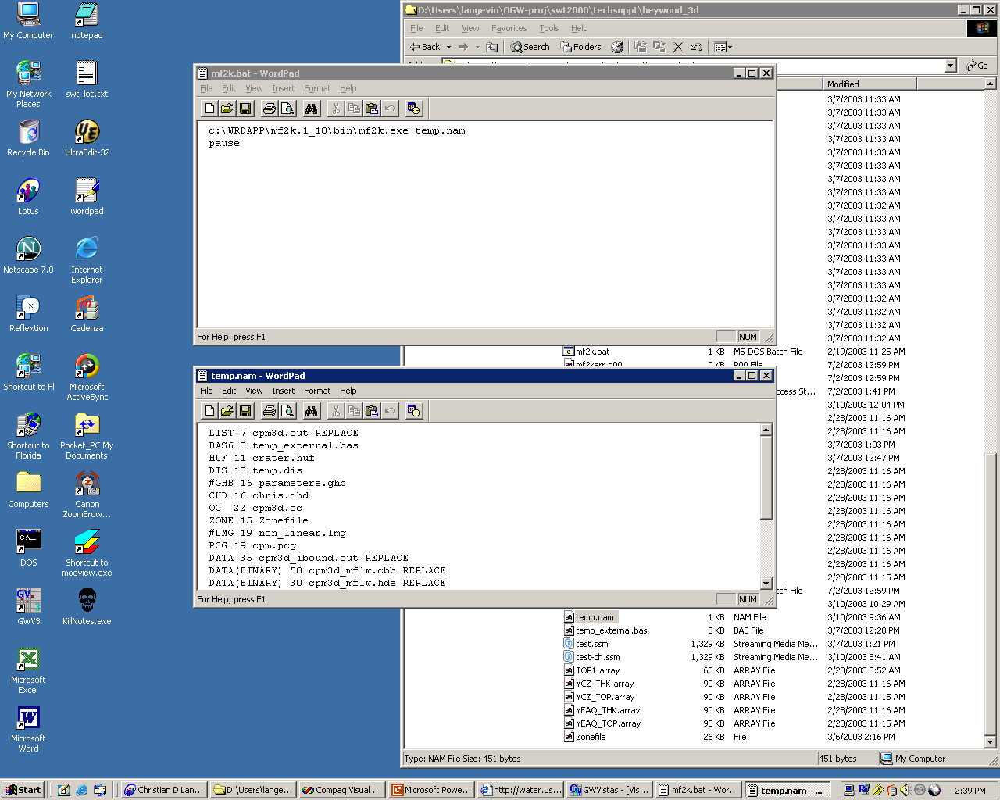 My Computer
notepad
My Network Places
swt_loc.txt
Recycle Bin
UltraEdit-32
Lotus
wordpad
Netscape 7.0
Internet Explorer
Reflextion
Cadenza
Shortcut to Fl
Microsoft ActiveSync
Shortcut to Florida
Pocket_PC My Documents
Computers
Canon ZoomBrow...
DOS
Shortcut to modview.exe
GWV3
KillNotes.exe
Microsoft Excel
Microsoft Word
D:\Users\langevin\OGW-proj\swt2000\techsuppt\heywood_3d
File Edit View Favorites Tools Help
Back Search Folders
Go
Modified
3/7/2003 11:33 AM
3/7/2003 11:33 AM
3/7/2003 11:33 AM
3/7/2003 11:33 AM
3/7/2003 11:33 AM
3/7/2003 11:33 AM
3/7/2003 11:33 AM
3/7/2003 11:33 AM
3/7/2003 11:32 AM
3/7/2003 11:33 AM
3/7/2003 11:33 AM
3/7/2003 11:33 AM
3/7/2003 11:33 AM
3/7/2003 11:33 AM
3/7/2003 11:33 AM
3/7/2003 11:32 AM
3/7/2003 11:32 AM
3/7/2003 11:32 AM
3/7/2003 11:32 AM
mf2k.bat 1 KB MS-DOS Batch File 2/19/2003 11:25 AM
mf2kerr.p00 0 KB P00 File 7/2/2003 12:59 PM
7/2/2003 12:59 PM
ccess St... 7/2/2003 1:41 PM
3/10/2003 12:04 PM
2/28/2003 11:16 AM
2/28/2003 11:16 AM
3/7/2003 1:03 PM
3/7/2003 12:47 PM
2/28/2003 11:16 AM
2/28/2003 11:16 AM
2/28/2003 11:16 AM
2/28/2003 11:16 AM
2/28/2003 11:16 AM
2/28/2003 11:16 AM
2/28/2003 11:15 AM
2/28/2003 11:16 AM
2/28/2003 11:15 AM
ch File 7/2/2003 12:59 PM
3/10/2003 10:29 AM
temp.nam 1 KB NAM File 3/10/2003 9:36 AM
temp_external.bas 5 KB BAS File 3/7/2003 12:20 PM
test.ssm 1,329 KB Streaming Media Me... 3/7/2003 1:21 PM
test-ch.ssm 1,329 KB Streaming Media Me... 3/10/2003 8:41 AM
TOP1.array 65 KB ARRAY File 2/28/2003 8:52 AM
YCZ_THK.array 90 KB ARRAY File 2/28/2003 11:16 AM
YCZ_TOP.array 90 KB ARRAY File 2/28/2003 11:15 AM
YEAQ_THK.array 90 KB ARRAY File 2/28/2003 11:16 AM
YEAQ_TOP.array 90 KB ARRAY File 2/28/2003 11:15 AM
Zonefile 26 KB File 3/6/2003 2:16 PM
Type: NAM File Size: 451 bytes 451 bytes My Computer
mf2k.bat - WordPad
File Edit View Insert Format Help
c:\WRDAPP\mf2k.1_10\bin\mf2k.exe temp.nam
pause
For Help, press F1 NUM
temp.nam - WordPad
File Edit View Insert Format Help
LIST 7 cpm3d.out REPLACE
BAS6 8 temp_external.bas
HUF 11 crater.huf
DIS 10 temp.dis
#GHB 16 parameters.ghb
CHD 16 chris.chd
OC  22 cpm3d.oc
ZONE 15 Zonefile
#LMG 19 non_linear.lmg
PCG 19 cpm.pcg
DATA 35 cpm3d_ibound.out REPLACE
DATA(BINARY) 50 cpm3d_mflw.cbb REPLACE
DATA(BINARY) 30 cpm3d_mflw.hds REPLACE
For Help, press F1 NUM
Start Christian D Lan... D:\Users\langev... Compaq Visual ... Microsoft Powe... http://water.us... GWVistas - [Vis... mf2k.bat - Wor... temp.nam - ... 2:39 PM